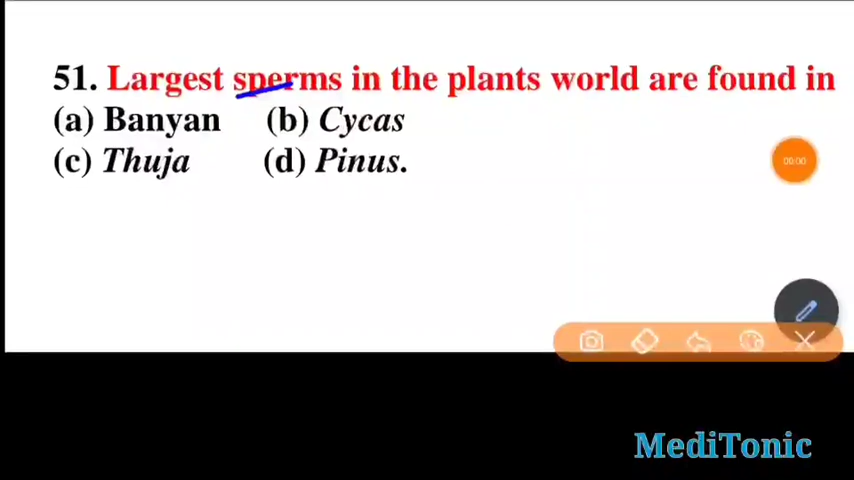 51. Largest sperms in the plants world are found in
(a) Banyan (b) Cycas
(c) Thuja (d) Pinus.
00:00
MediTonic